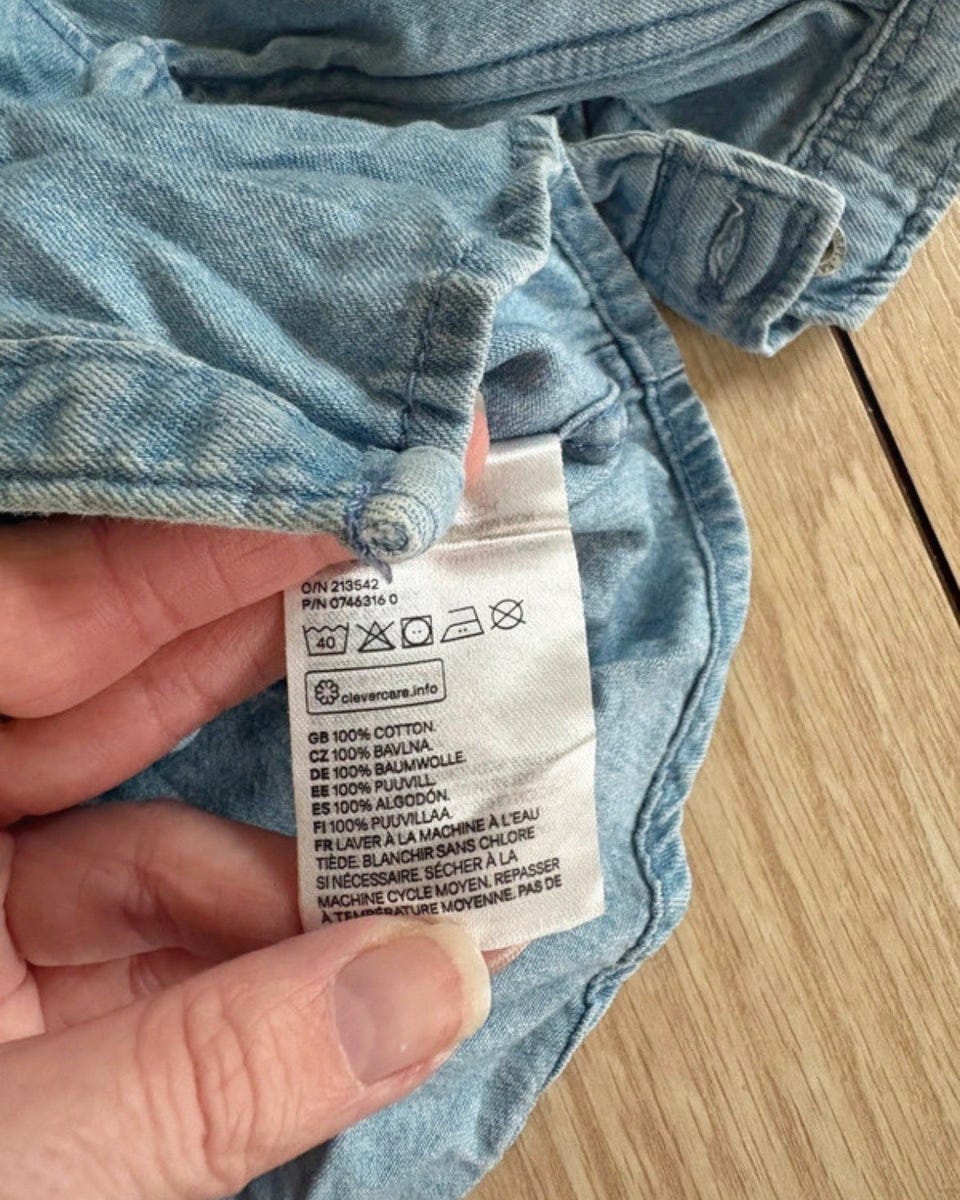 O/N 213542
P/N 0746316 0
40
clevercare.info
GB 100% COTTON.
CZ 100% BAVLNA.
DE 100% BAUMWOLLE.
EE 100% PUUVILL.
ES 100% ALGODÓN.
FI 100% PUUVILLAA.
FR LAVER À LA MACHINE À L'EAU
TIÈDE. BLANCHIR SANS CHLORE
SI NÉCESSAIRE. SÉCHER À LA
MACHINE CYCLE MOYEN. REPASSER
À TEMPÉRATURE MOYENNE. PAS DE